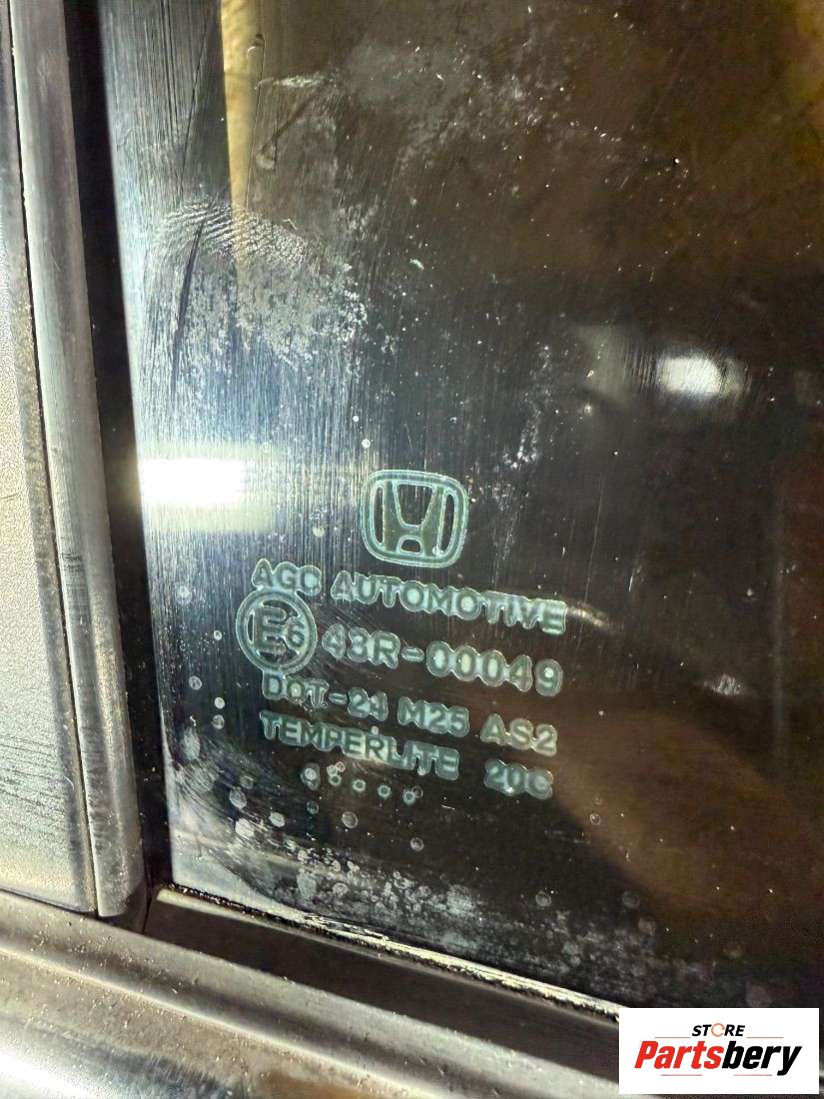 AGC AUTOMOTIVE
E6 43R-00049
DOT-24 M25 AS2
TEMPERLITE 20C
STORE
Partsbery